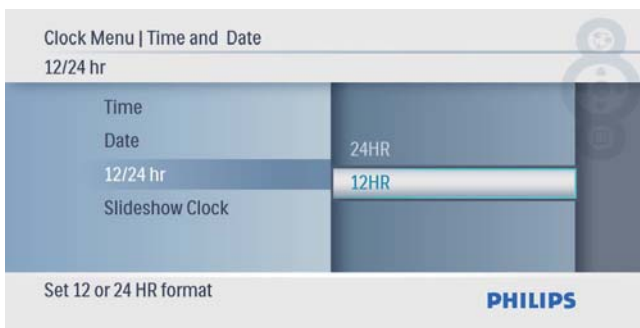 Clock Menu | Time and Date
12/24 hr
Time
Date
12/24 hr
Slideshow Clock
24HR
12HR
Set 12 or 24 HR format
PHILIPS